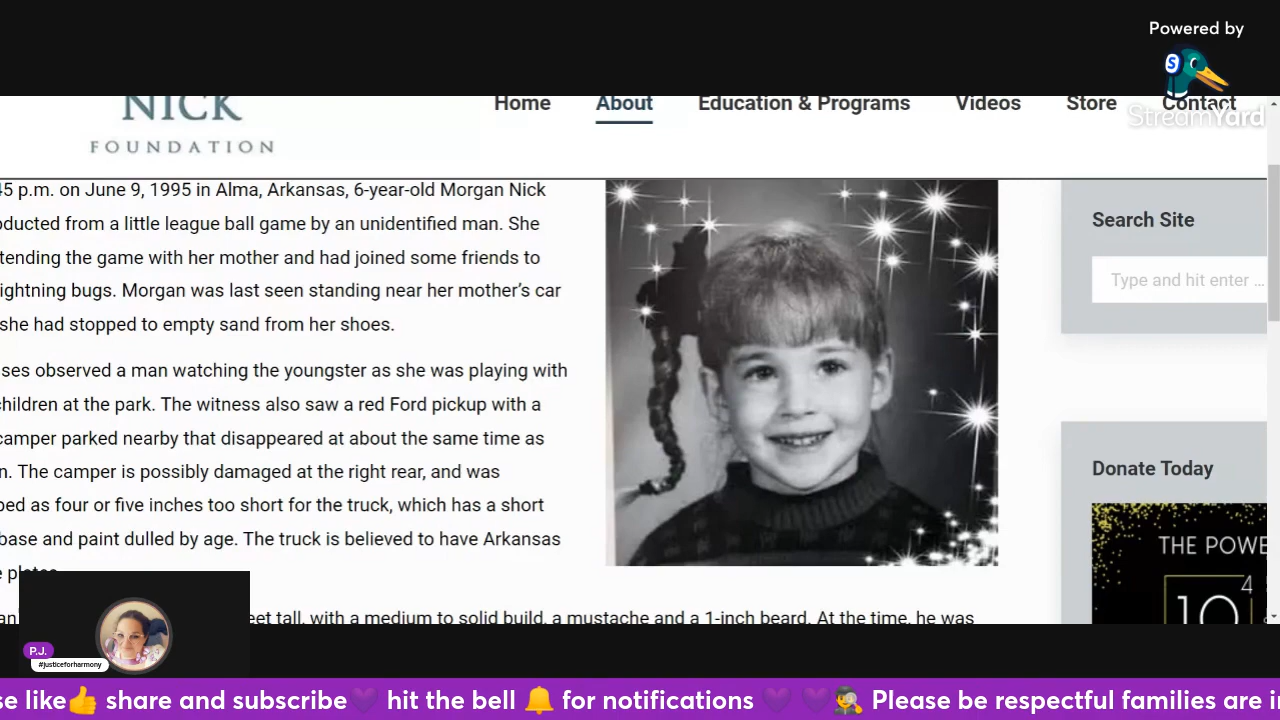 Powered by
S
StreamYard
NICK
FOUNDATION
Home About Education & Programs Videos Store Contact
45 p.m. on June 9, 1995 in Alma, Arkansas, 6-year-old Morgan Nick
ducted from a little league ball game by an unidentified man. She
tending the game with her mother and had joined some friends to
ightning bugs. Morgan was last seen standing near her mother's car
she had stopped to empty sand from her shoes.
ses observed a man watching the youngster as she was playing with
children at the park. The witness also saw a red Ford pickup with a
camper parked nearby that disappeared at about the same time as
n. The camper is possibly damaged at the right rear, and was
bed as four or five inches too short for the truck, which has a short
base and paint dulled by age. The truck is believed to have Arkansas
e plates.
an
eet tall, with a medium to solid build, a mustache and a 1-inch beard. At the time, he was
Search Site
Type and hit enter ...
Donate Today
THE POWE
10
4
P.J.
#justiceforharmony
se like👍 share and subscribe💜 hit the bell 🔔 for notifications 💜 💜🕵️ Please be respectful families are i